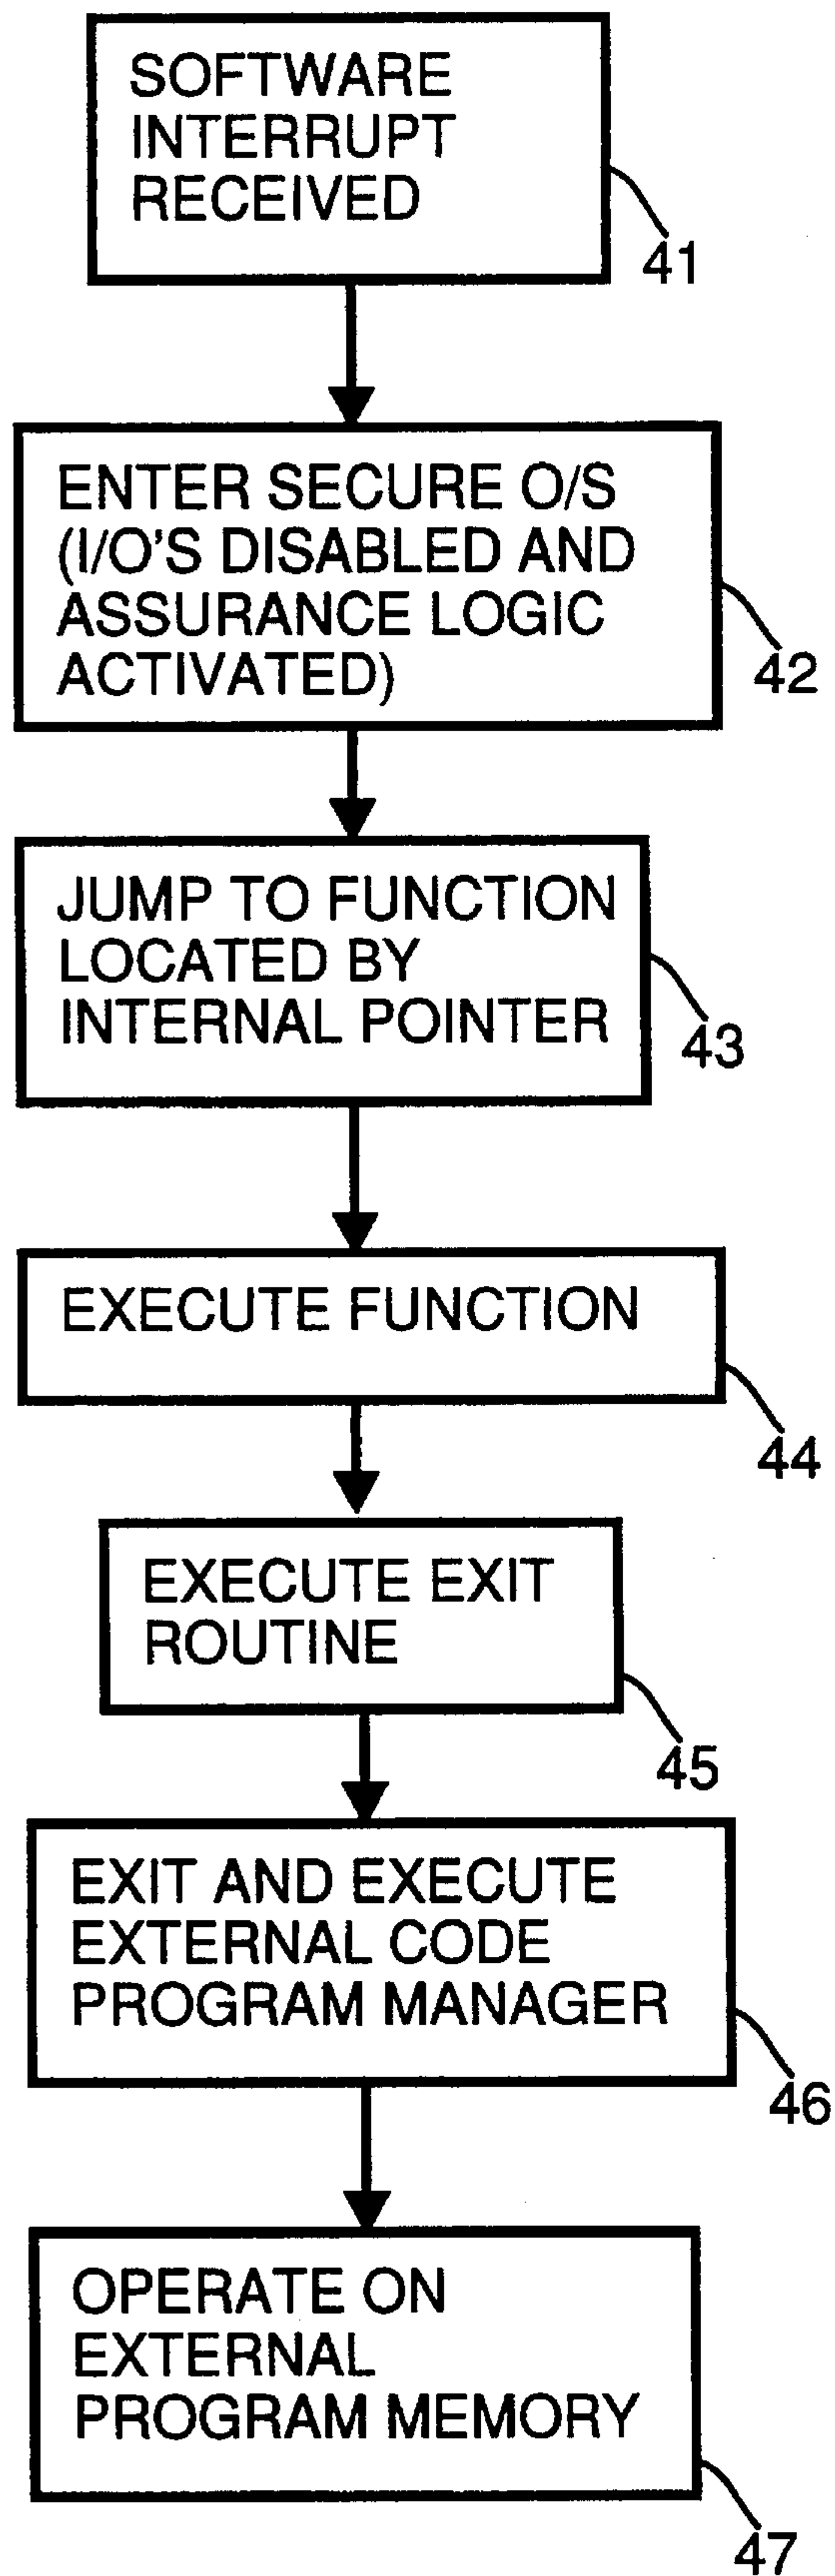 SOFTWARE
INTERRUPT
RECEIVED
41
ENTER SECURE O/S
(I/O'S DISABLED AND
ASSURANCE LOGIC
ACTIVATED)
42
JUMP TO FUNCTION
LOCATED BY
INTERNAL POINTER
43
EXECUTE FUNCTION
44
EXECUTE EXIT
ROUTINE
45
EXIT AND EXECUTE
EXTERNAL CODE
PROGRAM MANAGER
46
OPERATE ON
EXTERNAL
PROGRAM MEMORY
47